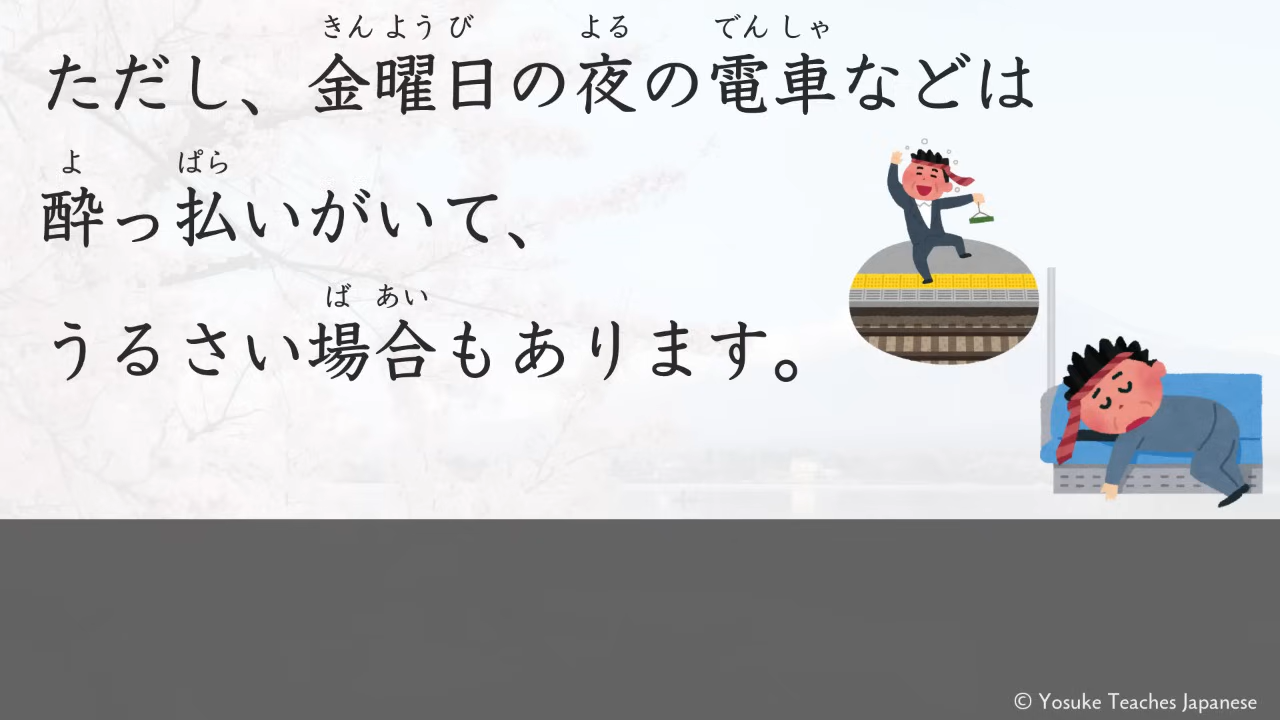 きんようび よる でんしゃ
ただし、金曜日の夜の電車などは
よ ぱら
酔っ払いがいて、
ば あい
うるさい場合もあります。
© Yosuke Teaches Japanese